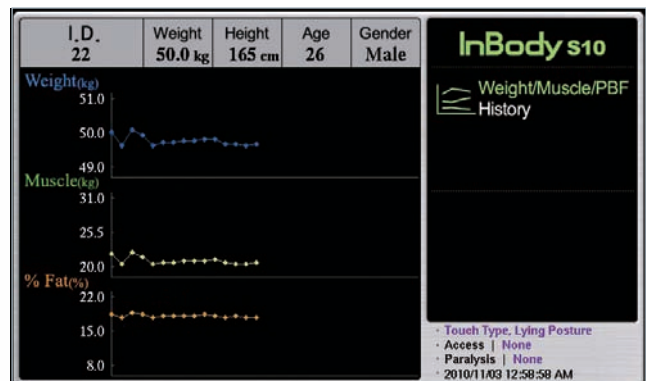 I.D. Weight Height Age Gender
22 50.0 kg 165 cm 26 Male
InBody S10
Weight/Muscle/PBF
History
Weight(kg)
51.0
50.0
49.0
Muscle(kg)
31.0
25.5
20.0
% Fat(%)
22.0
15.0
8.0
· Touch Type, Lying Posture
· Access | None
· Paralysis | None
· 2010/11/03 12:58:58 AM